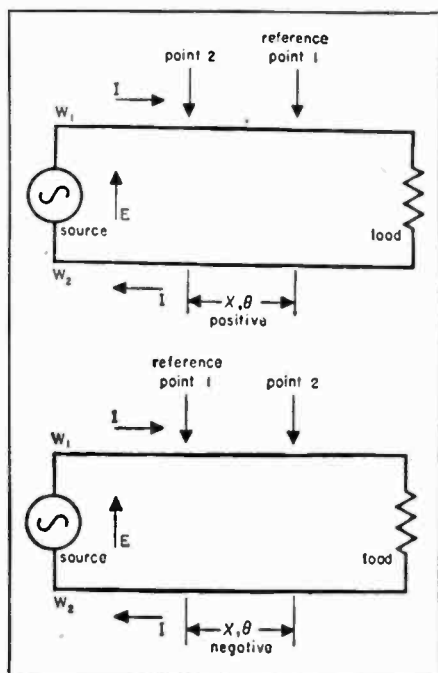 reference
point 2 point 1
I
W₁
E
source
load
W₂
I
X,θ
positive
reference
point 1 point 2
I
W₁
E
source
load
W₂
I
X,θ
negative